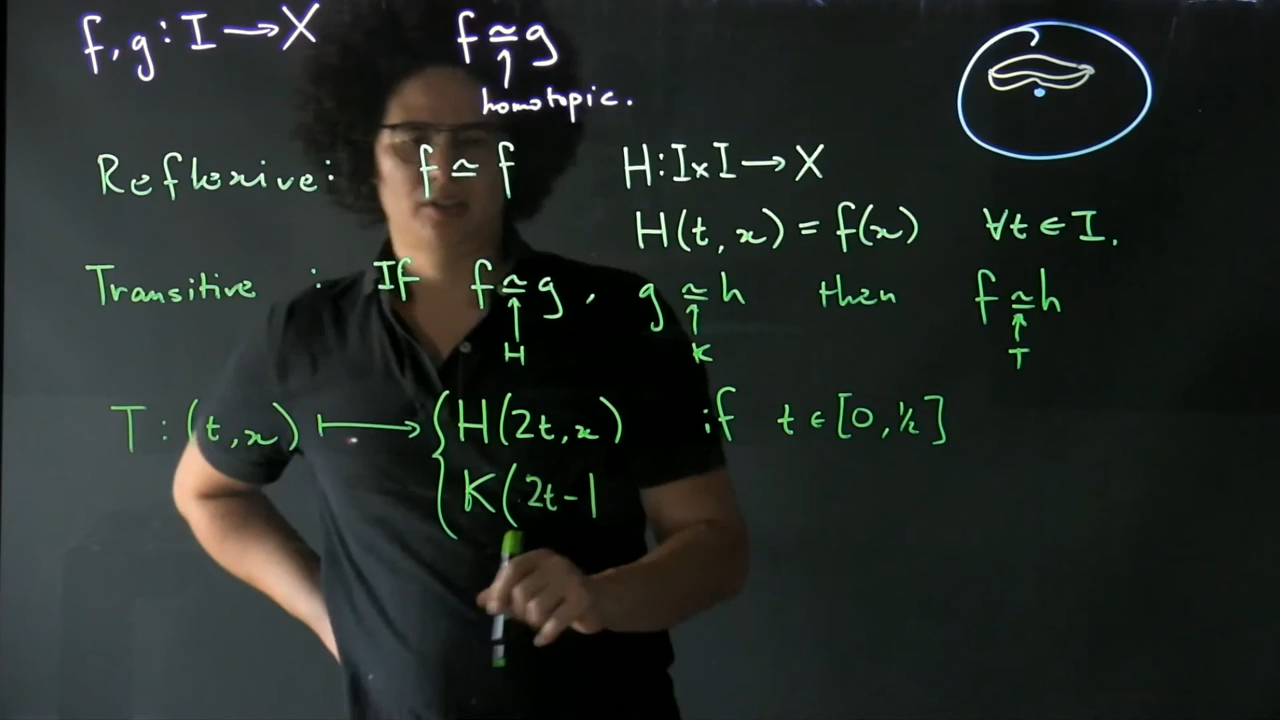 f, g : I → X f ≃ g
↑
homotopic.
Reflexive : f ≃ f H : I × I → X
H(t, x) = f(x) ∀t ∈ I.
Transitive : If f ≃ g , g ≃ h then f ≃ h
↑ ↑ ↑
H K T
T : (t, x) ⟼ { H(2t, x) if t ∈ [0, ½]
K(2t - 1